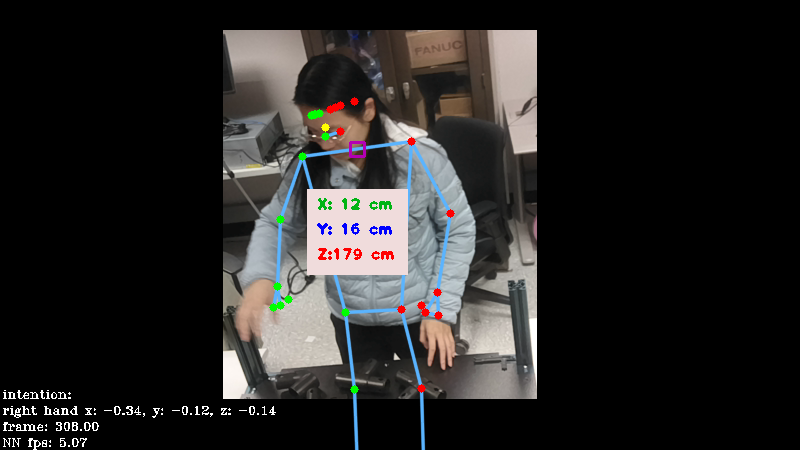 FANUC
X: 12 cm
Y: 16 cm
Z:179 cm
intention:
right hand x: -0.34, y: -0.12, z: -0.14
frame: 308.00
NN fps: 5.07